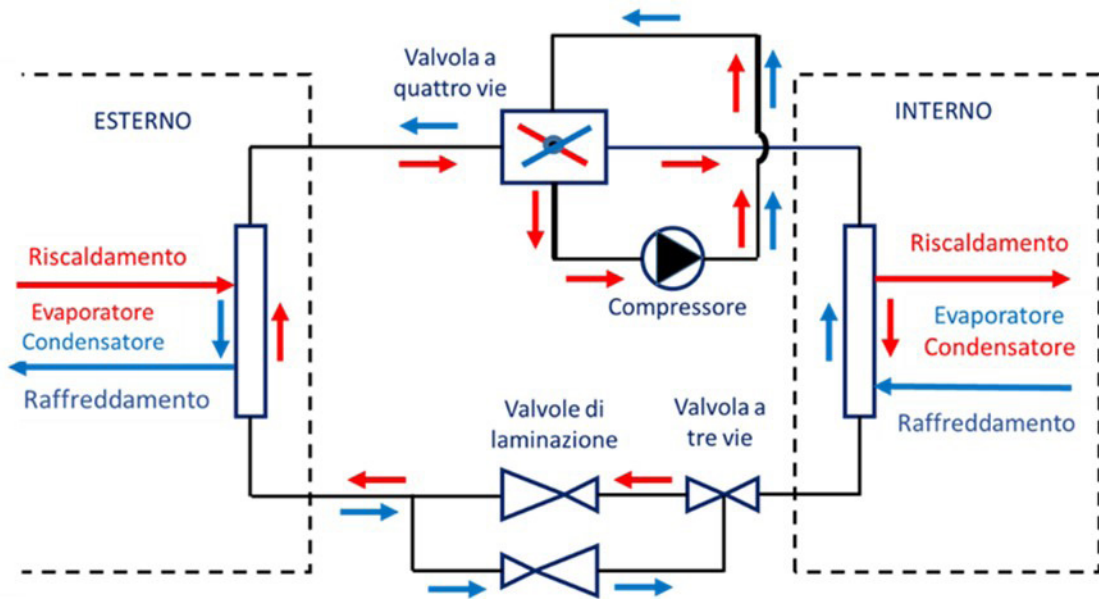 Valvola a
quattro vie
ESTERNO
INTERNO
Riscaldamento
Evaporatore
Condensatore
Raffreddamento
Compressore
Riscaldamento
Evaporatore
Condensatore
Raffreddamento
Valvole di
laminazione
Valvola a
tre vie